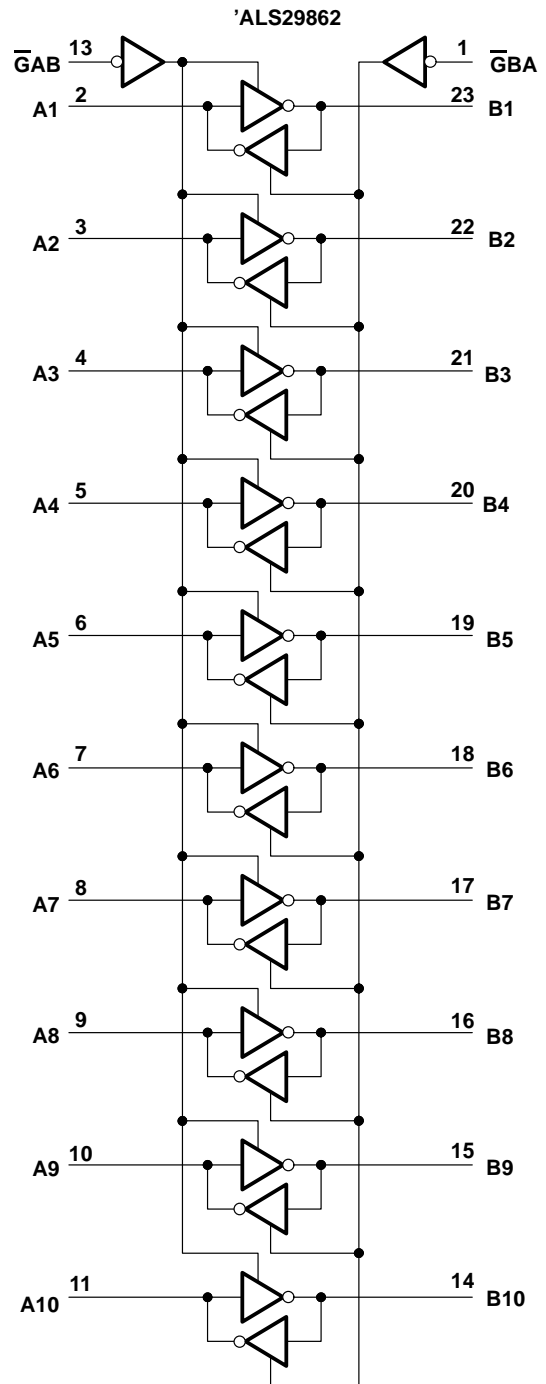 'ALS29862
G̅AB 13 1 G̅BA
A1 2 23 B1
A2 3 22 B2
A3 4 21 B3
A4 5 20 B4
A5 6 19 B5
A6 7 18 B6
A7 8 17 B7
A8 9 16 B8
A9 10 15 B9
A10 11 14 B10